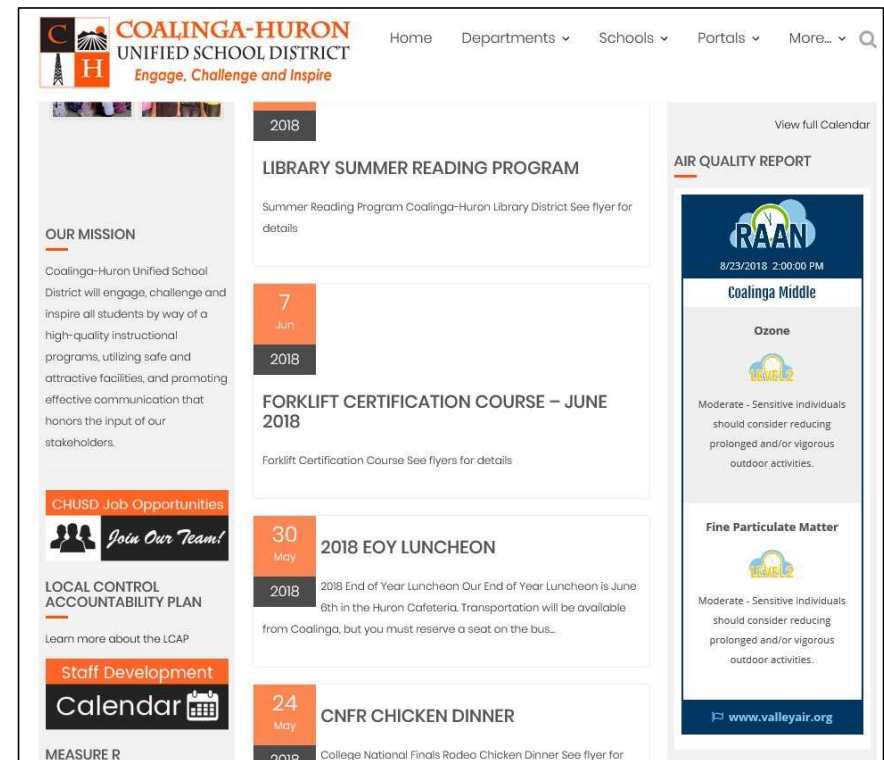 C
H
COALINGA-HURON
UNIFIED SCHOOL DISTRICT
Engage, Challenge and Inspire
Home Departments Schools Portals More...
OUR MISSION
Coalinga-Huron Unified School
District will engage, challenge and
inspire all students by way of a
high-quality instructional
programs, utilizing safe and
attractive facilities, and promoting
effective communication that
honors the input of our
stakeholders.
CHUSD Job Opportunities
Join Our Team!
LOCAL CONTROL
ACCOUNTABILITY PLAN
Learn more about the LCAP
Staff Development
Calendar
MEASURE R
2018
LIBRARY SUMMER READING PROGRAM
Summer Reading Program Coalinga-Huron Library District See flyer for
details
7
Jun
2018
FORKLIFT CERTIFICATION COURSE – JUNE
2018
Forklift Certification Course See flyers for details
30
May
2018
2018 EOY LUNCHEON
2018 End of Year Luncheon Our End of Year Luncheon is June
6th in the Huron Cafeteria. Transportation will be available
from Coalinga, but you must reserve a seat on the bus...
24
May
2018
CNFR CHICKEN DINNER
College National Finals Rodeo Chicken Dinner See flyer for
View full Calendar
AIR QUALITY REPORT
RAAN
8/23/2018 2:00:00 PM
Coalinga Middle
Ozone
LEVEL 2
Moderate - Sensitive individuals
should consider reducing
prolonged and/or vigorous
outdoor activities.
Fine Particulate Matter
LEVEL 2
Moderate - Sensitive individuals
should consider reducing
prolonged and/or vigorous
outdoor activities.
www.valleyair.org